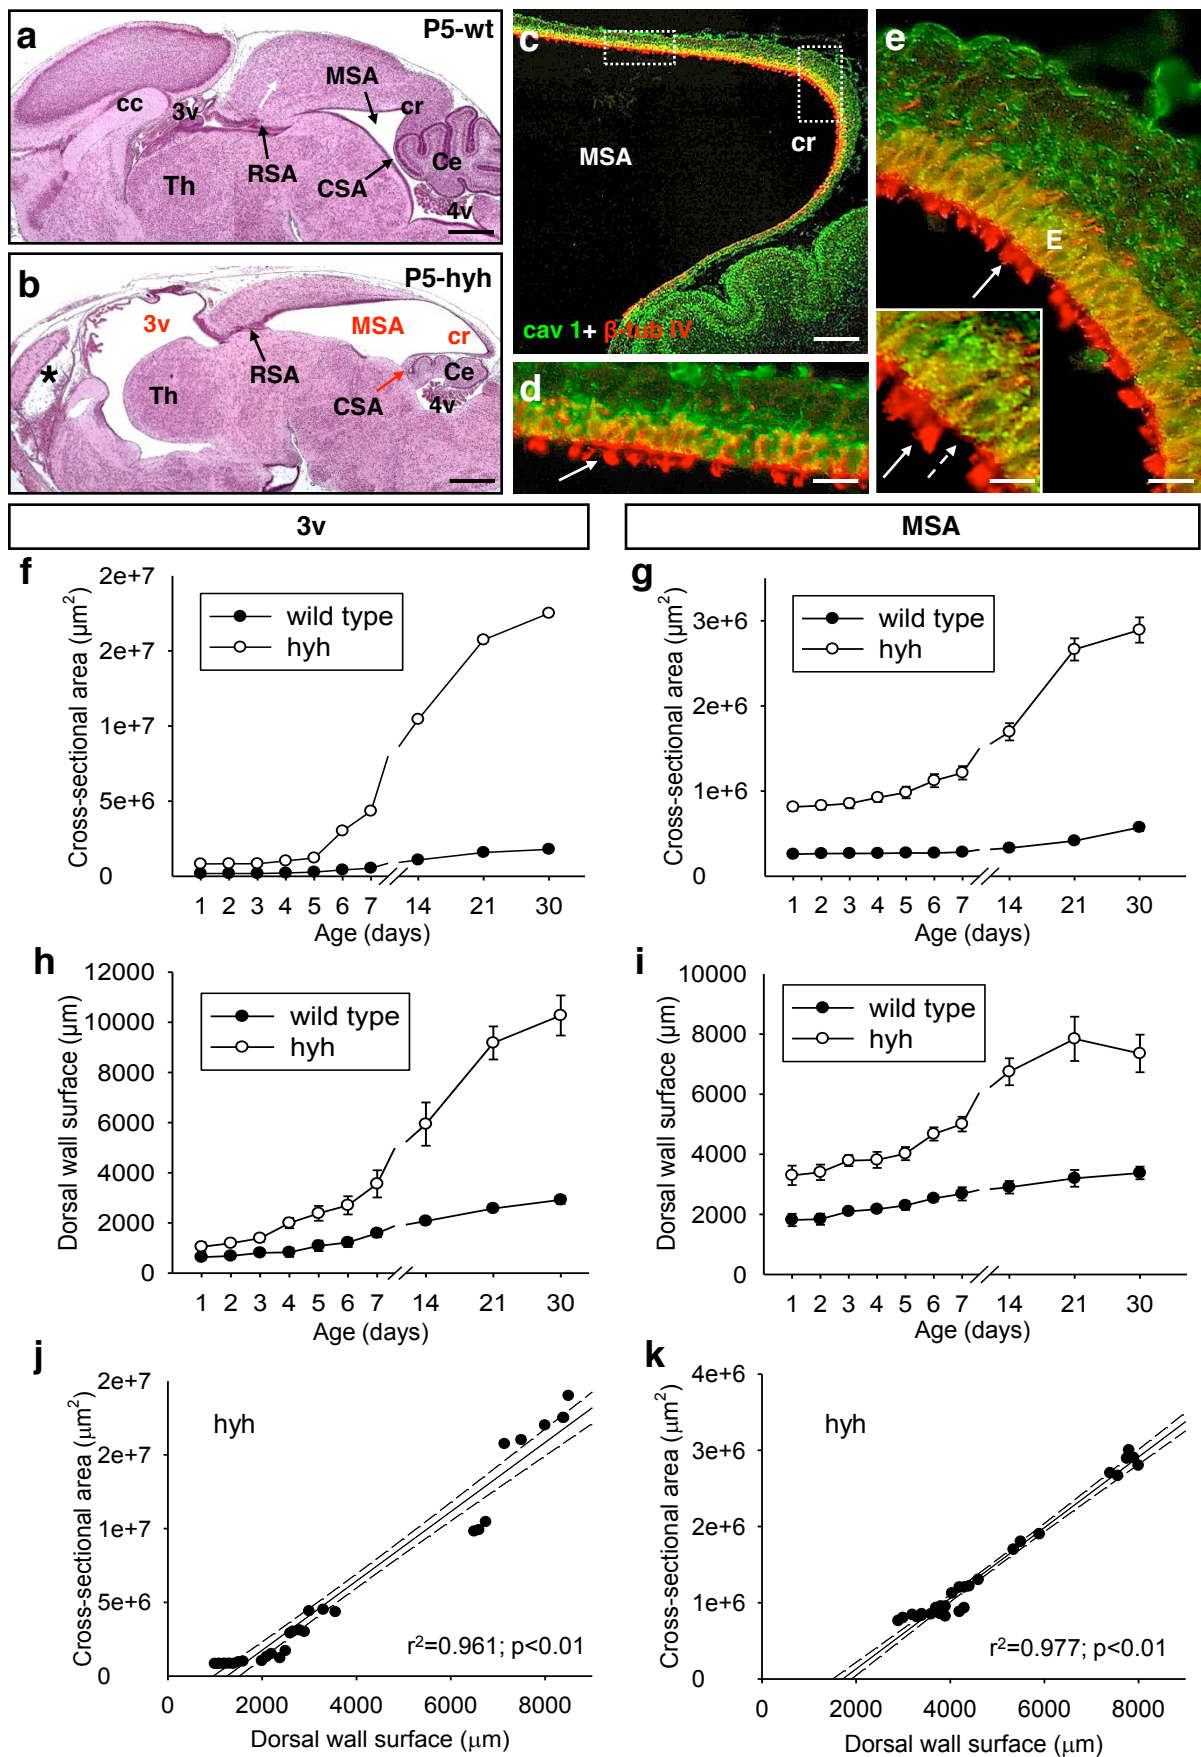 a
P5-wt
MSA
cc
3v
cr
RSA
Ce
Th
CSA
4v
b
P5-hyh
3v
MSA
cr
*
RSA
Ce
Th
CSA
4v
c
MSA
cr
cav 1+ β-tub IV
d
e
E
3v
MSA
f
2e+7
2e+7
1e+7
5e+6
0
Cross-sectional area (μm²)
wild type
hyh
1 2 3 4 5 6 7 14 21 30
Age (days)
g
3e+6
2e+6
1e+6
0
Cross-sectional area (μm²)
wild type
hyh
1 2 3 4 5 6 7 14 21 30
Age (days)
h
12000
10000
8000
6000
4000
2000
0
Dorsal wall surface (μm)
wild type
hyh
1 2 3 4 5 6 7 14 21 30
Age (days)
i
10000
8000
6000
4000
2000
0
Dorsal wall surface (μm)
wild type
hyh
1 2 3 4 5 6 7 14 21 30
Age (days)
j
2e+7
2e+7
1e+7
5e+6
0
Cross-sectional area (μm²)
hyh
r²=0.961; p<0.01
0 2000 4000 6000 8000
Dorsal wall surface (μm)
k
4e+6
3e+6
2e+6
1e+6
0
Cross-sectional area (μm²)
hyh
r²=0.977; p<0.01
0 2000 4000 6000 8000
Dorsal wall surface (μm)